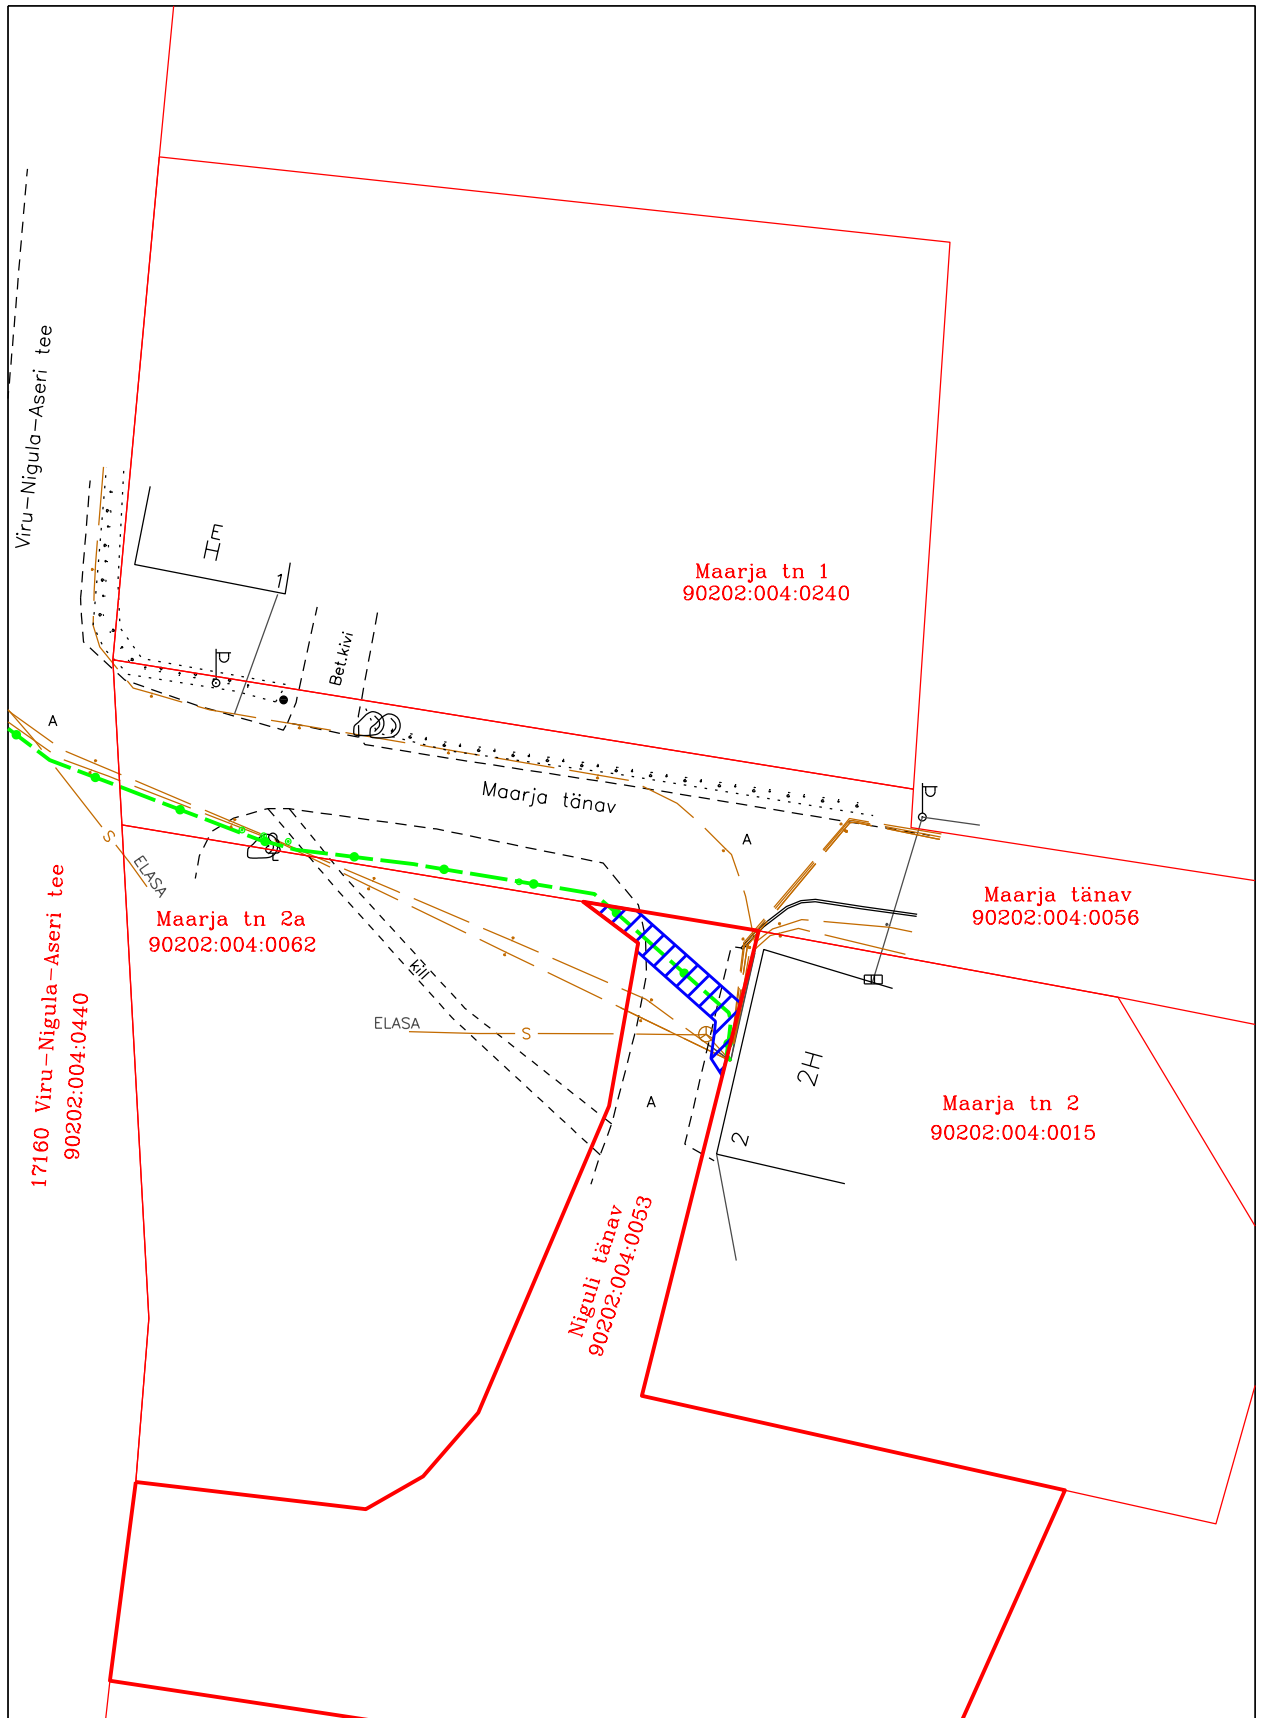 Viru-Nigula-Aseri tee
E
1
Maarja tn 1
90202:004:0240
Bet.kivi
A
Maarja tänav
A
S
ELASA
Maarja tänav
90202:004:0056
Maarja tn 2a
90202:004:0062
kill
17160 Viru-Nigula-Aseri tee
90202:004:0440
ELASA
S
2H
A
2
Maarja tn 2
90202:004:0015
Niguli tänav
90202:004:0053